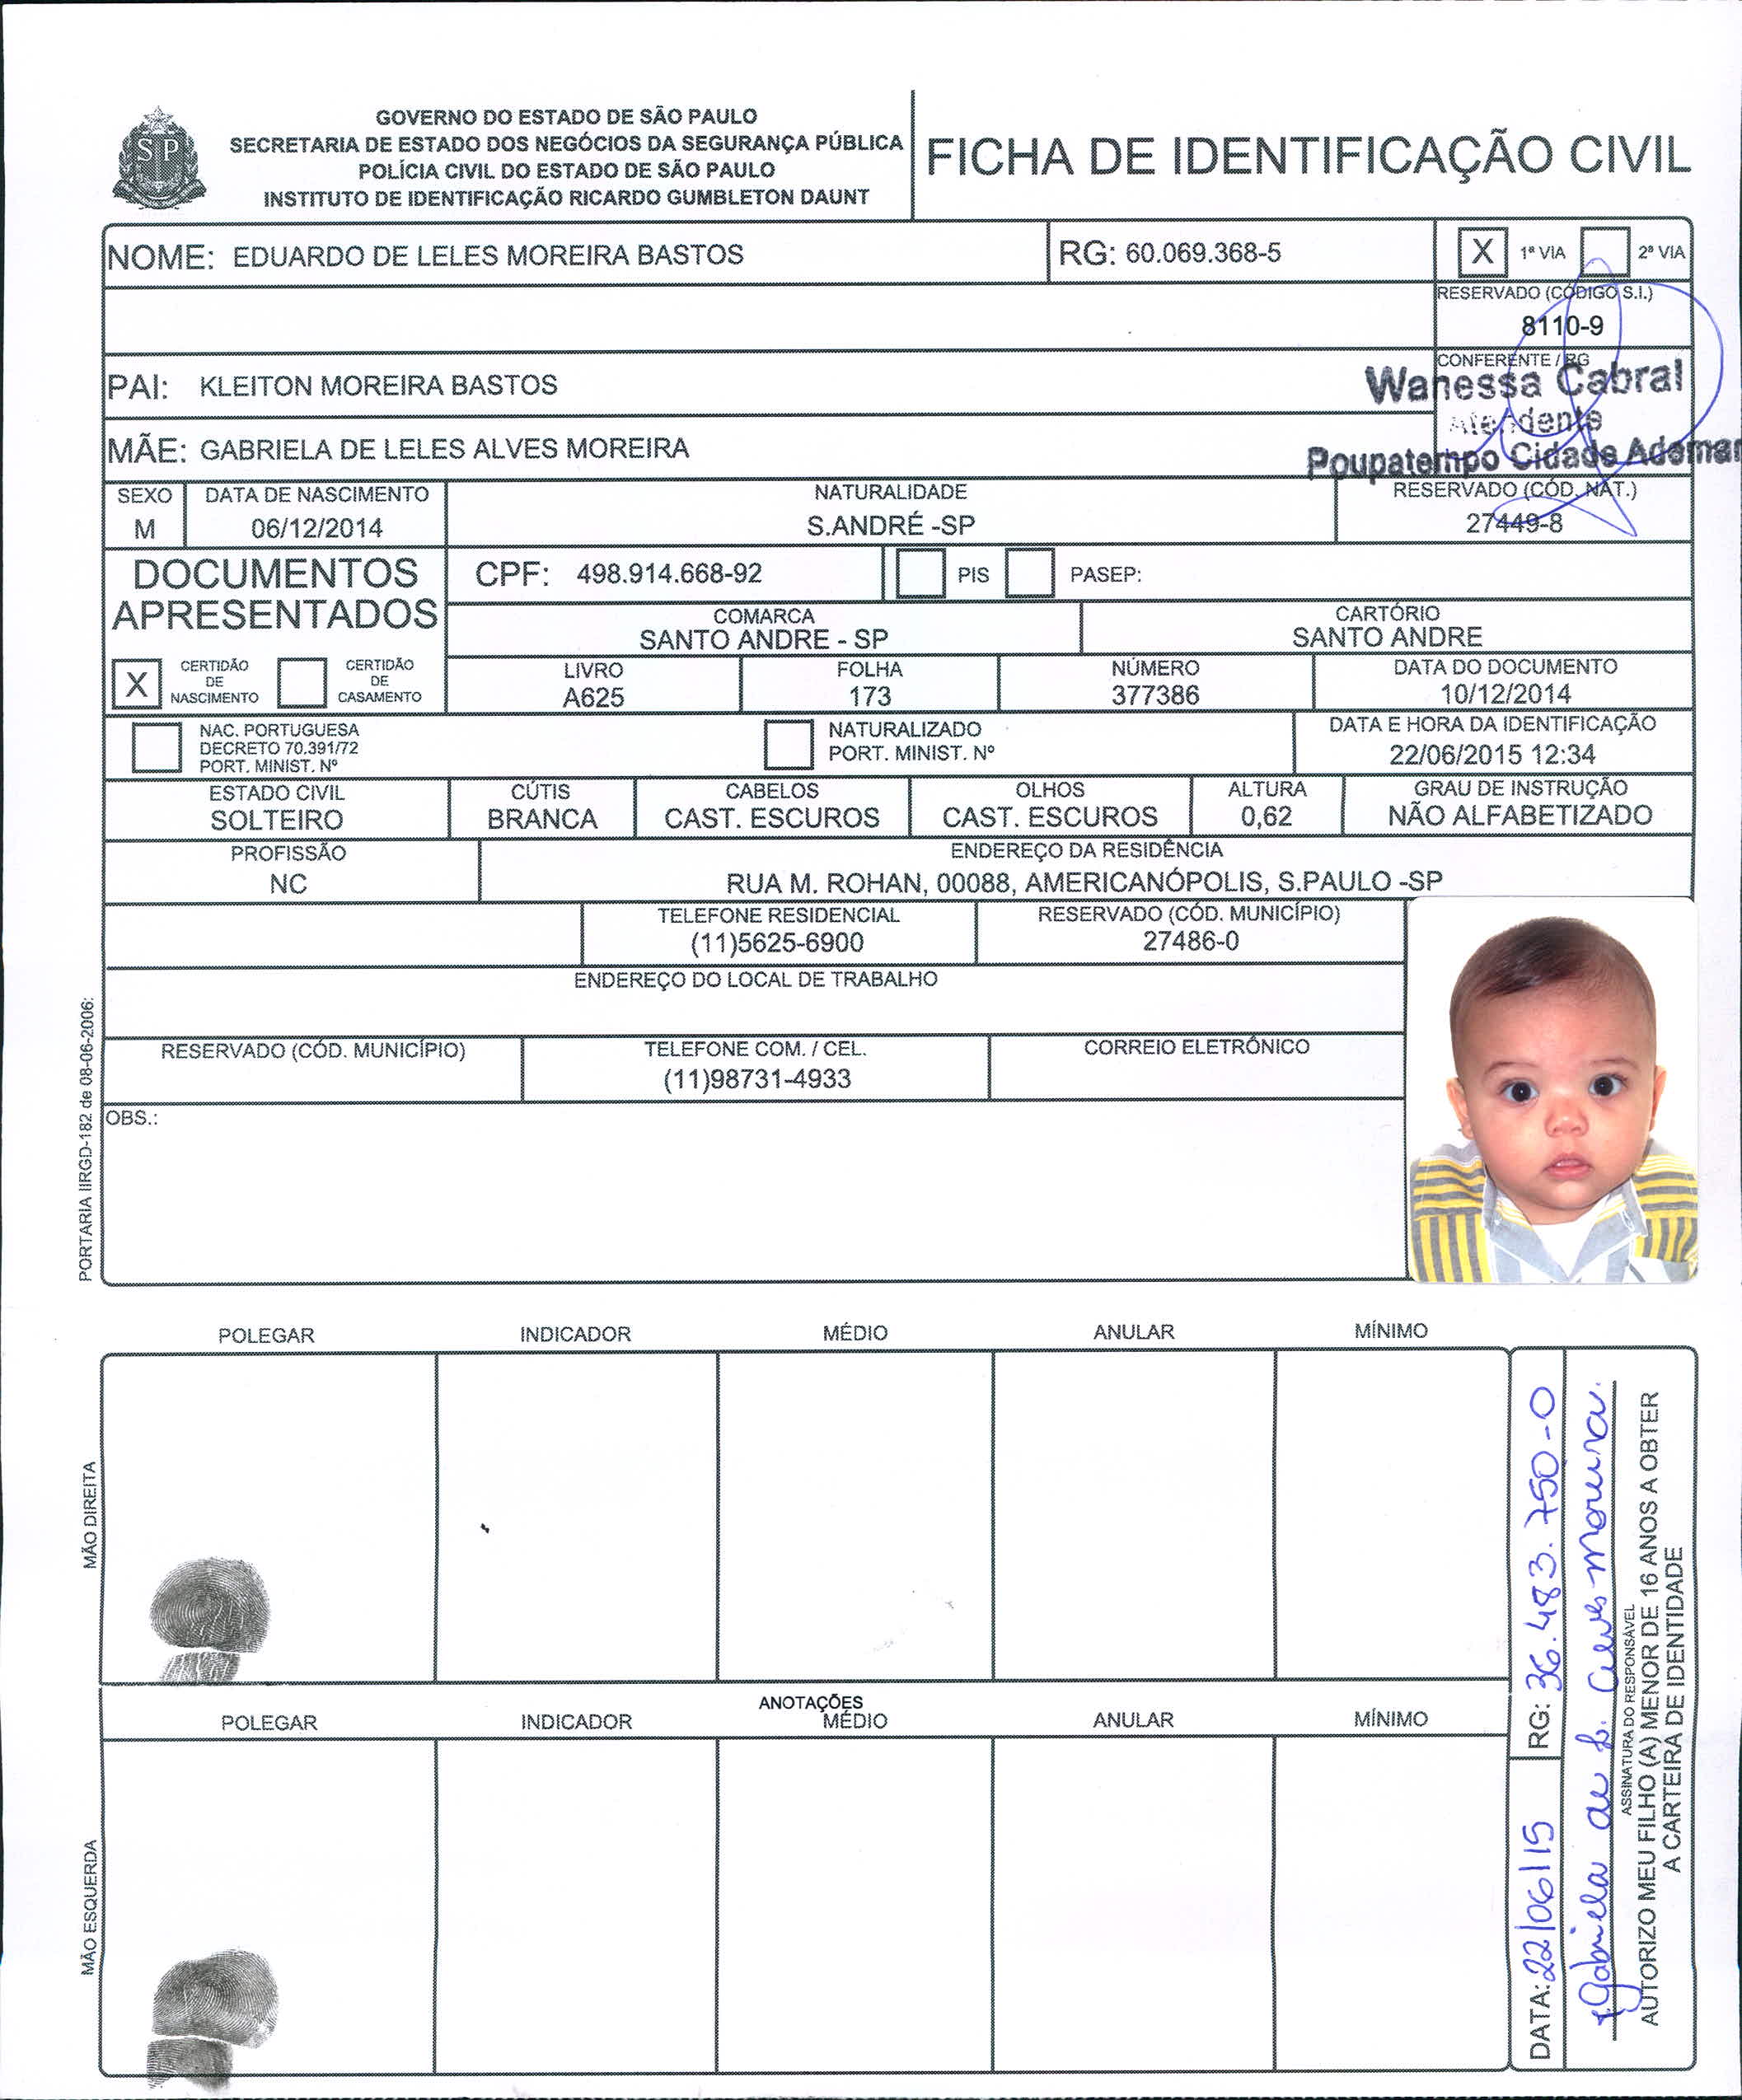 GOVERNO DO ESTADO DE SÃO PAULO
SECRETARIA DE ESTADO DOS NEGÓCIOS DA SEGURANÇA PÚBLICA
POLÍCIA CIVIL DO ESTADO DE SÃO PAULO
INSTITUTO DE IDENTIFICAÇÃO RICARDO GUMBLETON DAUNT
SP
FICHA DE IDENTIFICAÇÃO CIVIL
NOME: EDUARDO DE LELES MOREIRA BASTOS
RG: 60.069.368-5
X 1ª VIA 2ª VIA
RESERVADO (CÓDIGO S.I.)
8110-9
PAI: KLEITON MOREIRA BASTOS
CONFERENTE / RG
Wanessa Cabral
Atendente
Poupatempo Cidade Ademar
MÃE: GABRIELA DE LELES ALVES MOREIRA
SEXO
M
DATA DE NASCIMENTO
06/12/2014
NATURALIDADE
S.ANDRÉ -SP
RESERVADO (CÓD. NAT.)
27449-8
DOCUMENTOS
APRESENTADOS
CPF: 498.914.668-92
PIS PASEP:
COMARCA
SANTO ANDRE - SP
CARTÓRIO
SANTO ANDRE
X CERTIDÃO
DE
NASCIMENTO
CERTIDÃO
DE
CASAMENTO
LIVRO
A625
FOLHA
173
NÚMERO
377386
DATA DO DOCUMENTO
10/12/2014
NAC. PORTUGUESA
DECRETO 70.391/72
PORT. MINIST. Nº
NATURALIZADO
PORT. MINIST. Nº
DATA E HORA DA IDENTIFICAÇÃO
22/06/2015 12:34
ESTADO CIVIL
SOLTEIRO
CÚTIS
BRANCA
CABELOS
CAST. ESCUROS
OLHOS
CAST. ESCUROS
ALTURA
0,62
GRAU DE INSTRUÇÃO
NÃO ALFABETIZADO
PROFISSÃO
NC
ENDEREÇO DA RESIDÊNCIA
RUA M. ROHAN, 00088, AMERICANÓPOLIS, S.PAULO -SP
TELEFONE RESIDENCIAL
(11)5625-6900
RESERVADO (CÓD. MUNICÍPIO)
27486-0
ENDEREÇO DO LOCAL DE TRABALHO
RESERVADO (CÓD. MUNICÍPIO)
TELEFONE COM. / CEL.
(11)98731-4933
CORREIO ELETRÔNICO
OBS.:
PORTARIA IIRGD-182 de 08-06-2006:
POLEGAR INDICADOR MÉDIO ANULAR MÍNIMO
MÃO DIREITA
ANOTAÇÕES
POLEGAR INDICADOR MÉDIO ANULAR MÍNIMO
MÃO ESQUERDA
DATA: 22/06/15 RG: 36.483.750-0
Gabriela de L. Alves Moreira.
ASSINATURA DO RESPONSÁVEL
AUTORIZO MEU FILHO (A) MENOR DE 16 ANOS A OBTER
A CARTEIRA DE IDENTIDADE